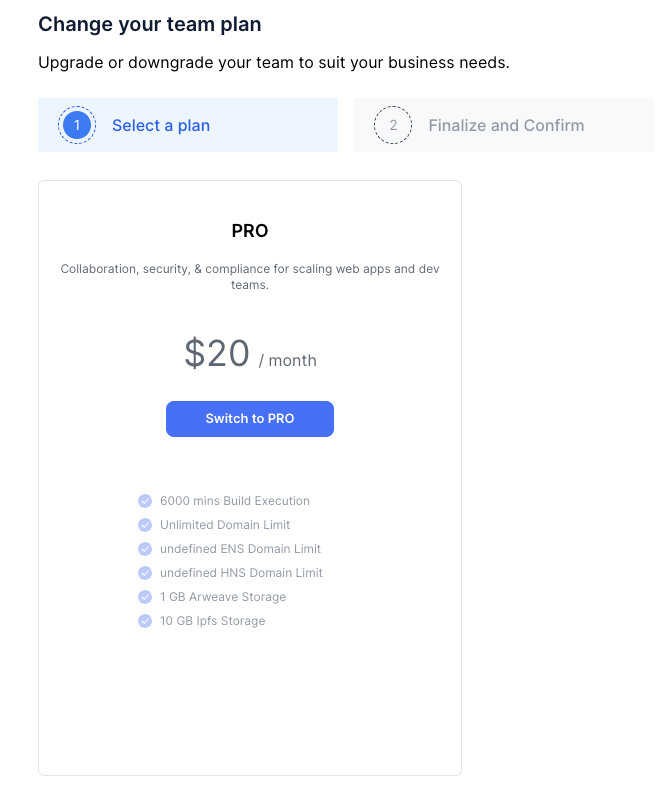 Change your team plan
Upgrade or downgrade your team to suit your business needs.
1 Select a plan
2 Finalize and Confirm
PRO
Collaboration, security, & compliance for scaling web apps and dev
teams.
$20 / month
Switch to PRO
6000 mins Build Execution
Unlimited Domain Limit
undefined ENS Domain Limit
undefined HNS Domain Limit
1 GB Arweave Storage
10 GB Ipfs Storage